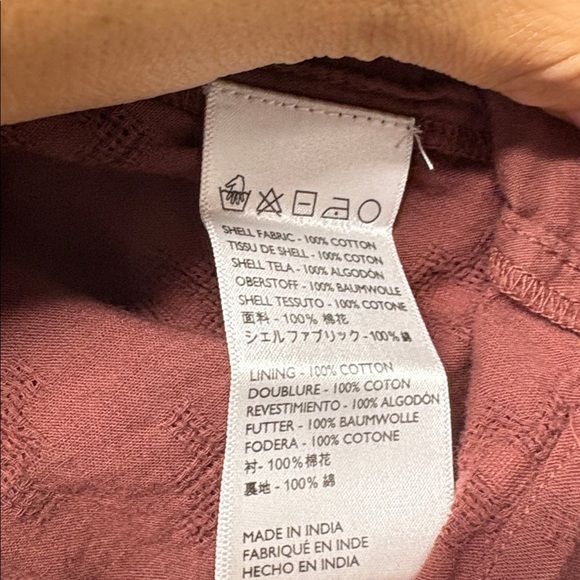 SHELL FABRIC - 100% COTTON
TISSU DE SHELL - 100% COTON
SHELL TELA - 100% ALGODÓN
OBERSTOFF - 100% BAUMWOLLE
SHELL TESSUTO - 100% COTONE
面料 - 100% 棉花
シェルファブリック - 100% 綿
LINING - 100% COTTON
DOUBLURE - 100% COTON
REVESTIMIENTO - 100% ALGODÓN
FUTTER - 100% BAUMWOLLE
FODERA - 100% COTONE
衬 - 100% 棉花
裏地 - 100% 綿
MADE IN INDIA
FABRIQUÉ EN INDE
HECHO EN INDIA